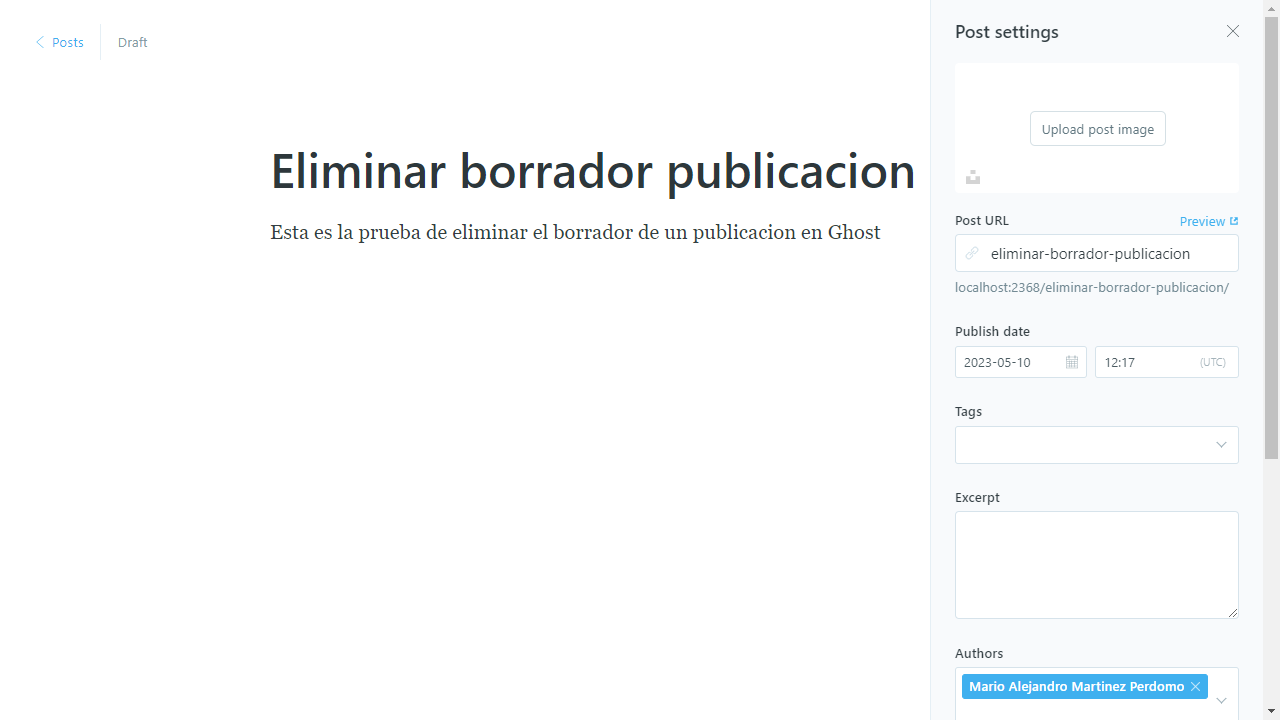 Posts
Draft
Eliminar borrador publicacion
Esta es la prueba de eliminar el borrador de un publicacion en Ghost
Post settings
Upload post image
Post URL
Preview
eliminar-borrador-publicacion
localhost:2368/eliminar-borrador-publicacion/
Publish date
2023-05-10
12:17
(UTC)
Tags
Excerpt
Authors
Mario Alejandro Martinez Perdomo